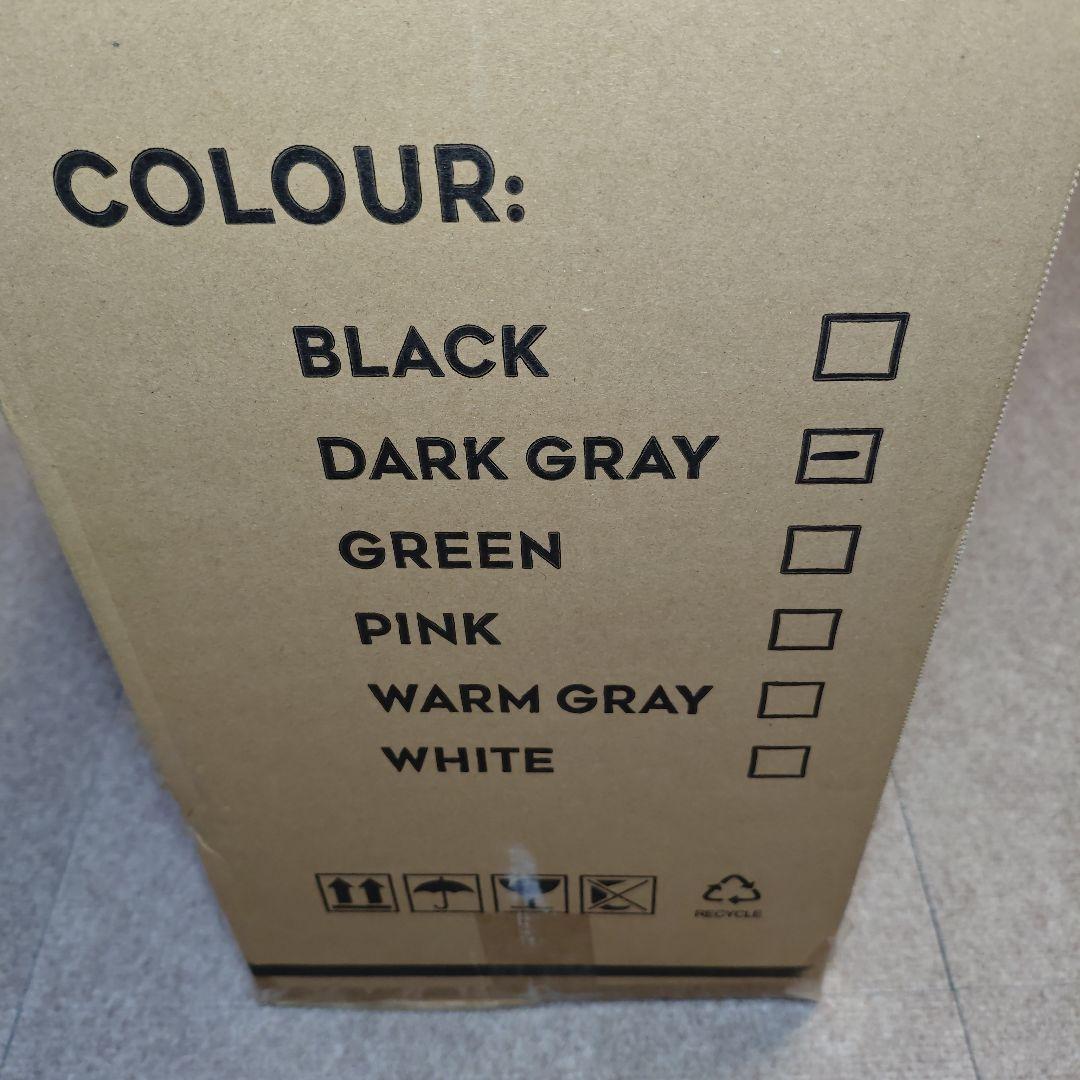 COLOUR:
BLACK
DARK GRAY
GREEN
PINK
WARM GRAY
WHITE
RECYCLE